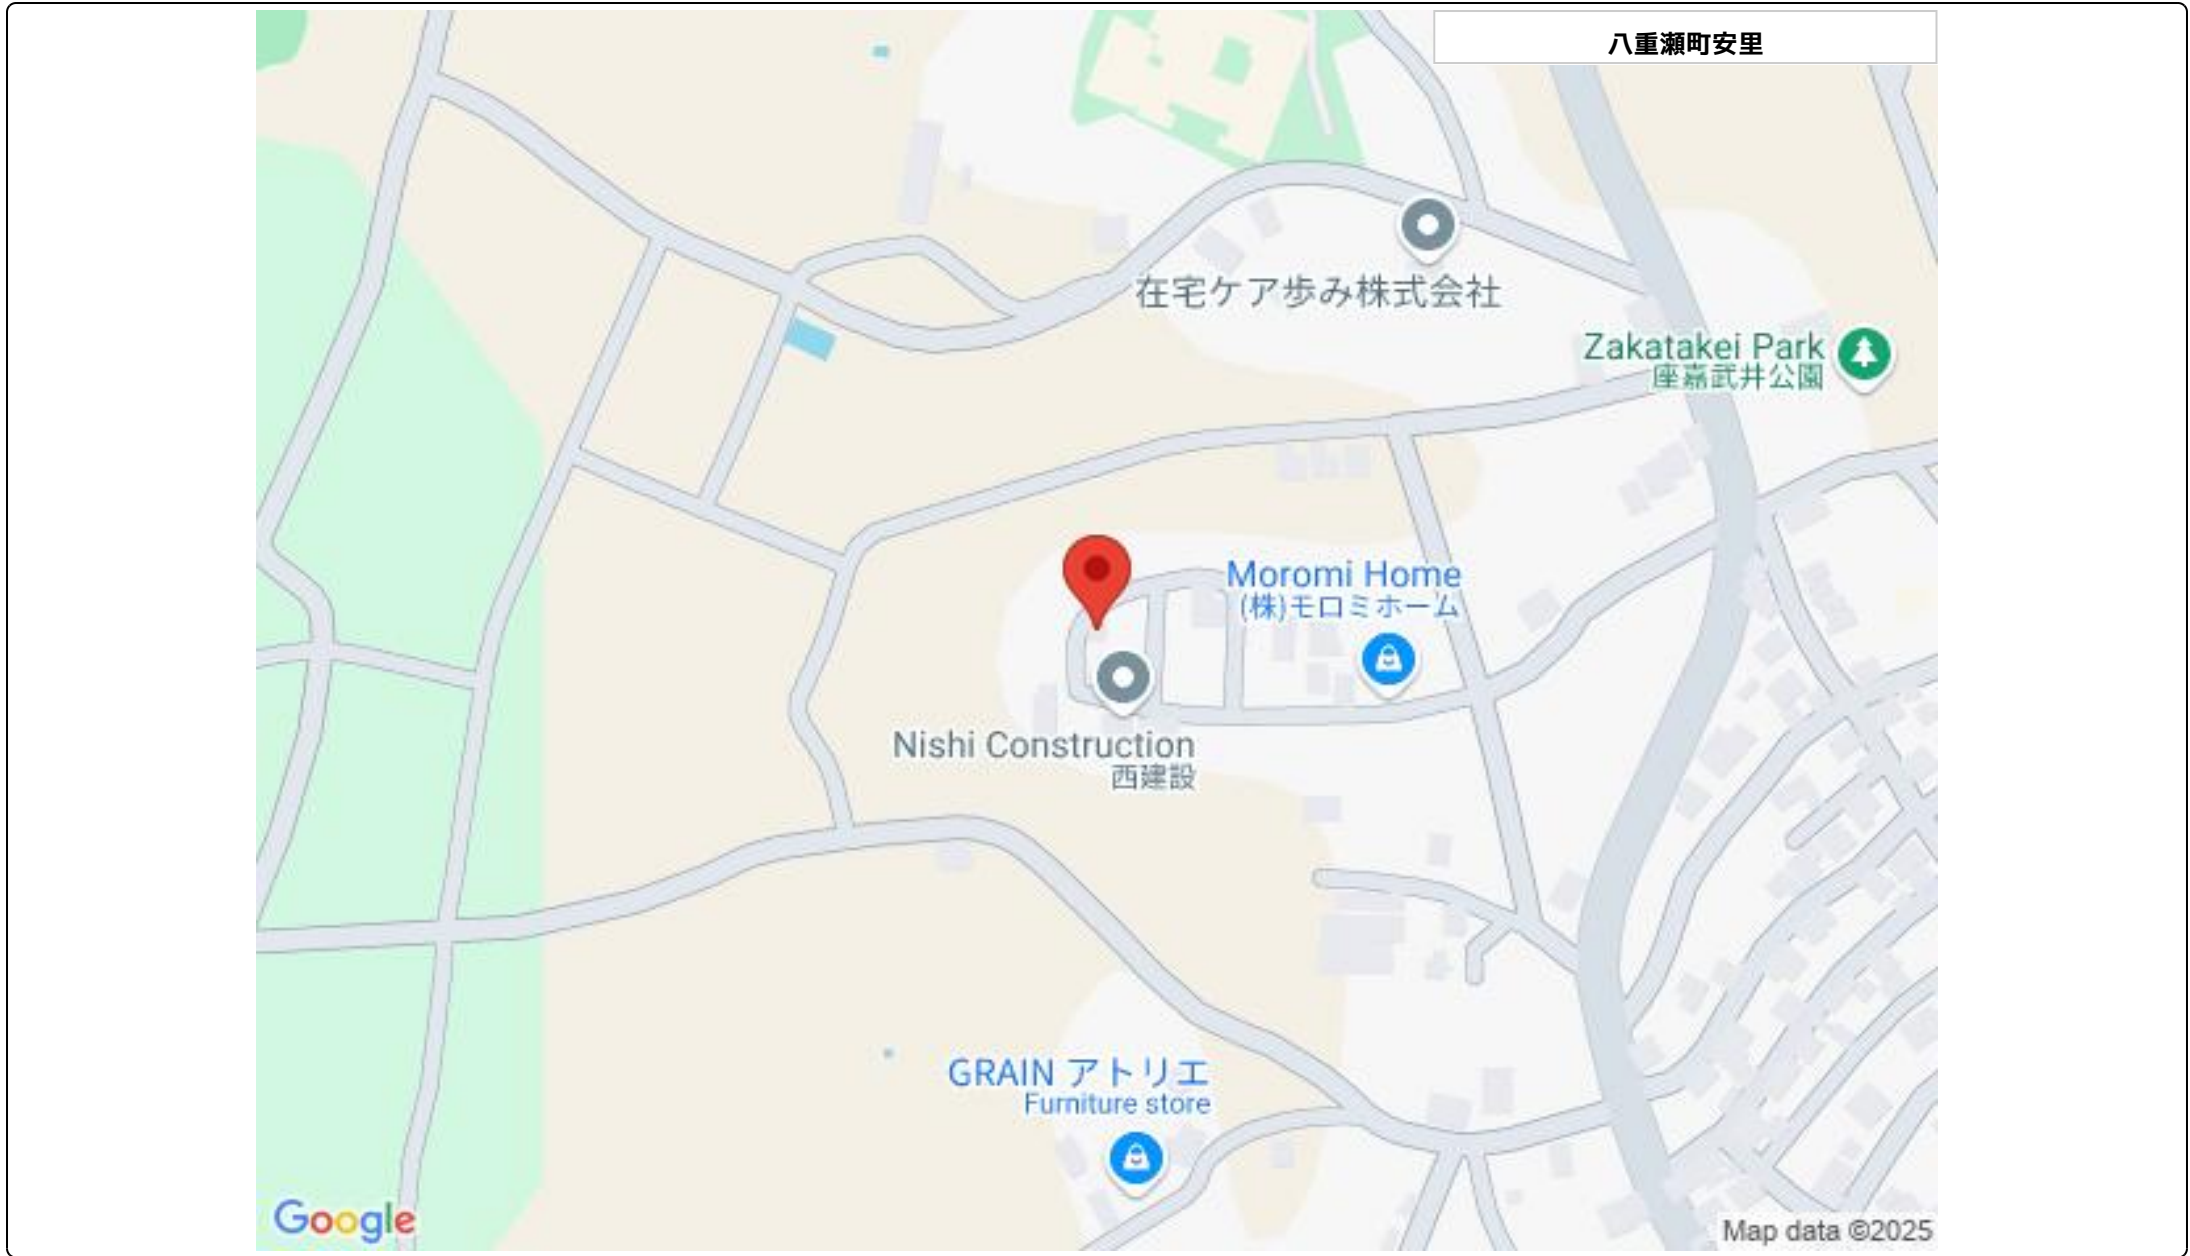 八重瀬町安里
在宅ケア歩み株式会社
Zakatakei Park
座嘉武井公園
Moromi Home
(株)モロミホーム
Nishi Construction
西建設
GRAIN アトリエ
Furniture store
Google
Map data ©2025